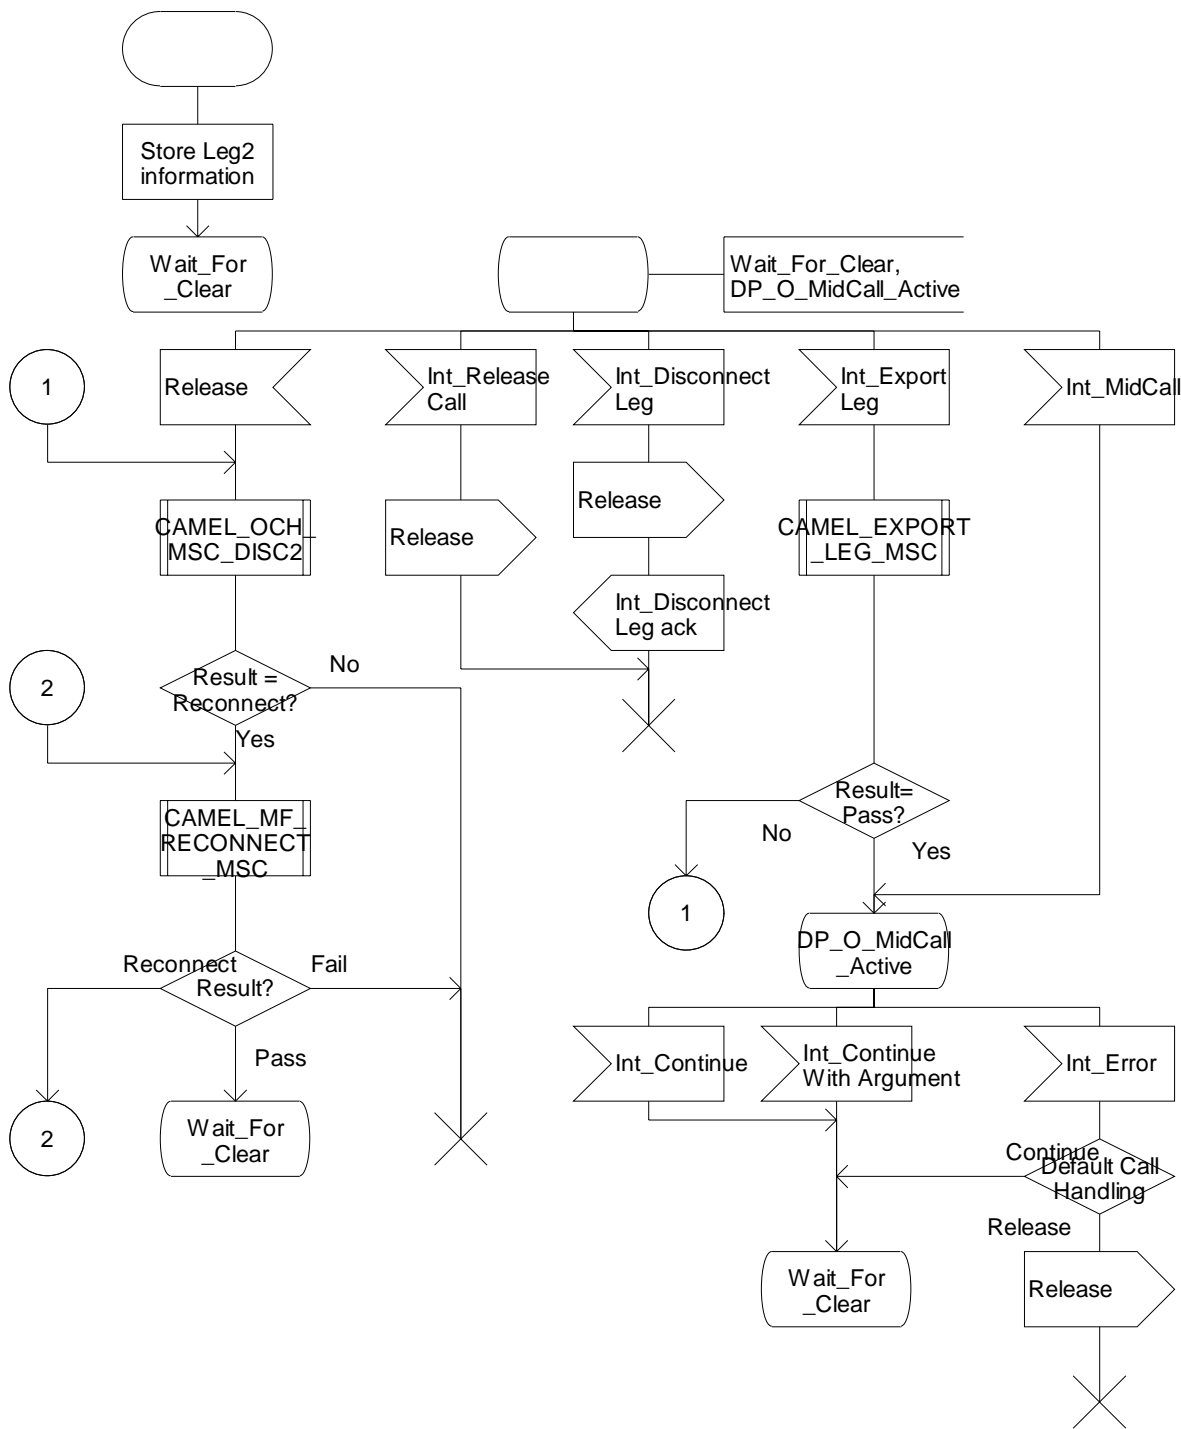 Store Leg2
information
Wait_For
_Clear
Wait_For_Clear,
DP_O_MidCall_Active
1
Release
Int_Release
Call
Int_Disconnect
Leg
Int_Export
Leg
Int_MidCall
CAMEL_OCH_
MSC_DISC2
Release
Release
Int_Disconnect
Leg ack
CAMEL_EXPORT
_LEG_MSC
2
Result =
Reconnect?
No
Yes
CAMEL_MF_
RECONNECT
_MSC
Result=
Pass?
No
Yes
1
DP_O_MidCall
_Active
Reconnect
Result?
Fail
Pass
2
Wait_For
_Clear
Int_Continue
Int_Continue
With Argument
Int_Error
Continue
Default Call
Handling
Release
Wait_For
_Clear
Release